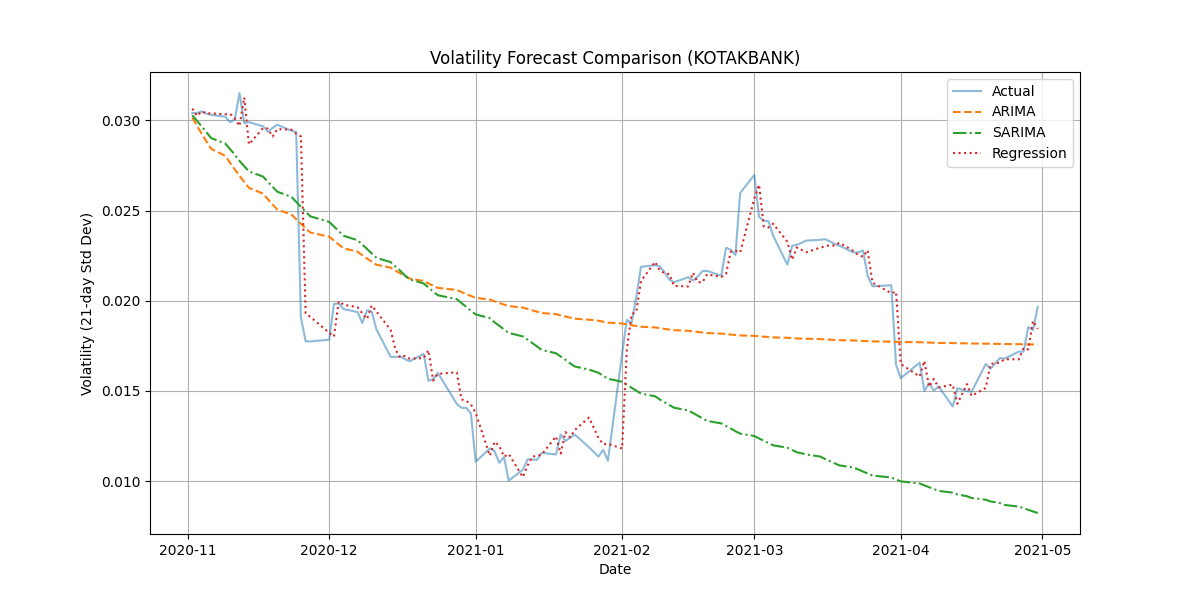 Volatility Forecast Comparison (KOTAKBANK)
Actual
ARIMA
SARIMA
Regression
Volatility (21-day Std Dev)
0.030
0.025
0.020
0.015
0.010
2020-11 2020-12 2021-01 2021-02 2021-03 2021-04 2021-05
Date